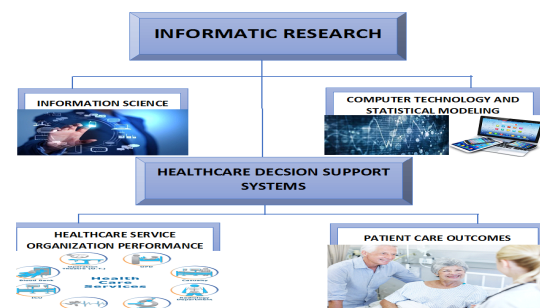 INFORMATIC RESEARCH
INFORMATION SCIENCE
COMPUTER TECHNOLOGY AND
STATISTICAL MODELING
HEALTHCARE DECSION SUPPORT
SYSTEMS
HEALTHCARE SERVICE
ORGANIZATION PERFORMANCE
PATIENT CARE OUTCOMES
OPD
Health
Care
Services